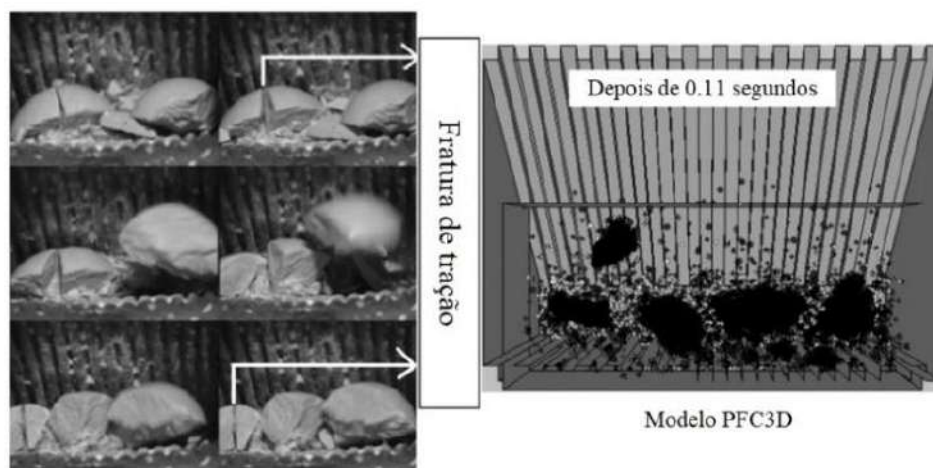 Fratura de tração
Depois de 0.11 segundos
Modelo PFC3D